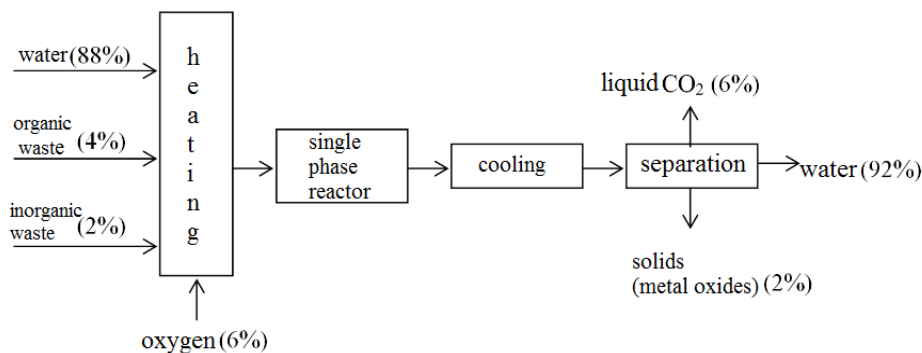 water (88%)
organic
waste (4%)
inorganic
waste (2%)
heating
oxygen (6%)
single
phase
reactor
cooling
separation
liquid CO₂ (6%)
water (92%)
solids
(metal oxides) (2%)